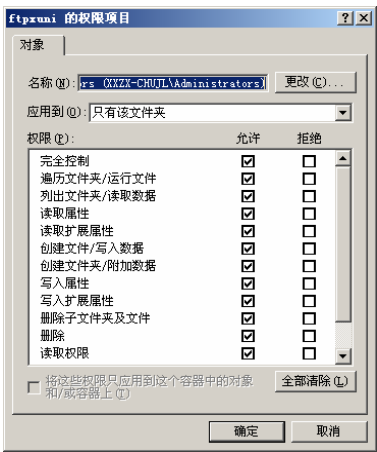 ftpxuni 的权限项目
对象
名称(N): rs (XXZX-CHUJL\Administrators) 更改(C)...
应用到(O): 只有该文件夹
权限(P): 允许 拒绝
完全控制
遍历文件夹/运行文件
列出文件夹/读取数据
读取属性
读取扩展属性
创建文件/写入数据
创建文件夹/附加数据
写入属性
写入扩展属性
删除子文件夹及文件
删除
读取权限
将这些权限只应用到这个容器中的对象 全部清除(L)
和/或容器上(T)
确定 取消